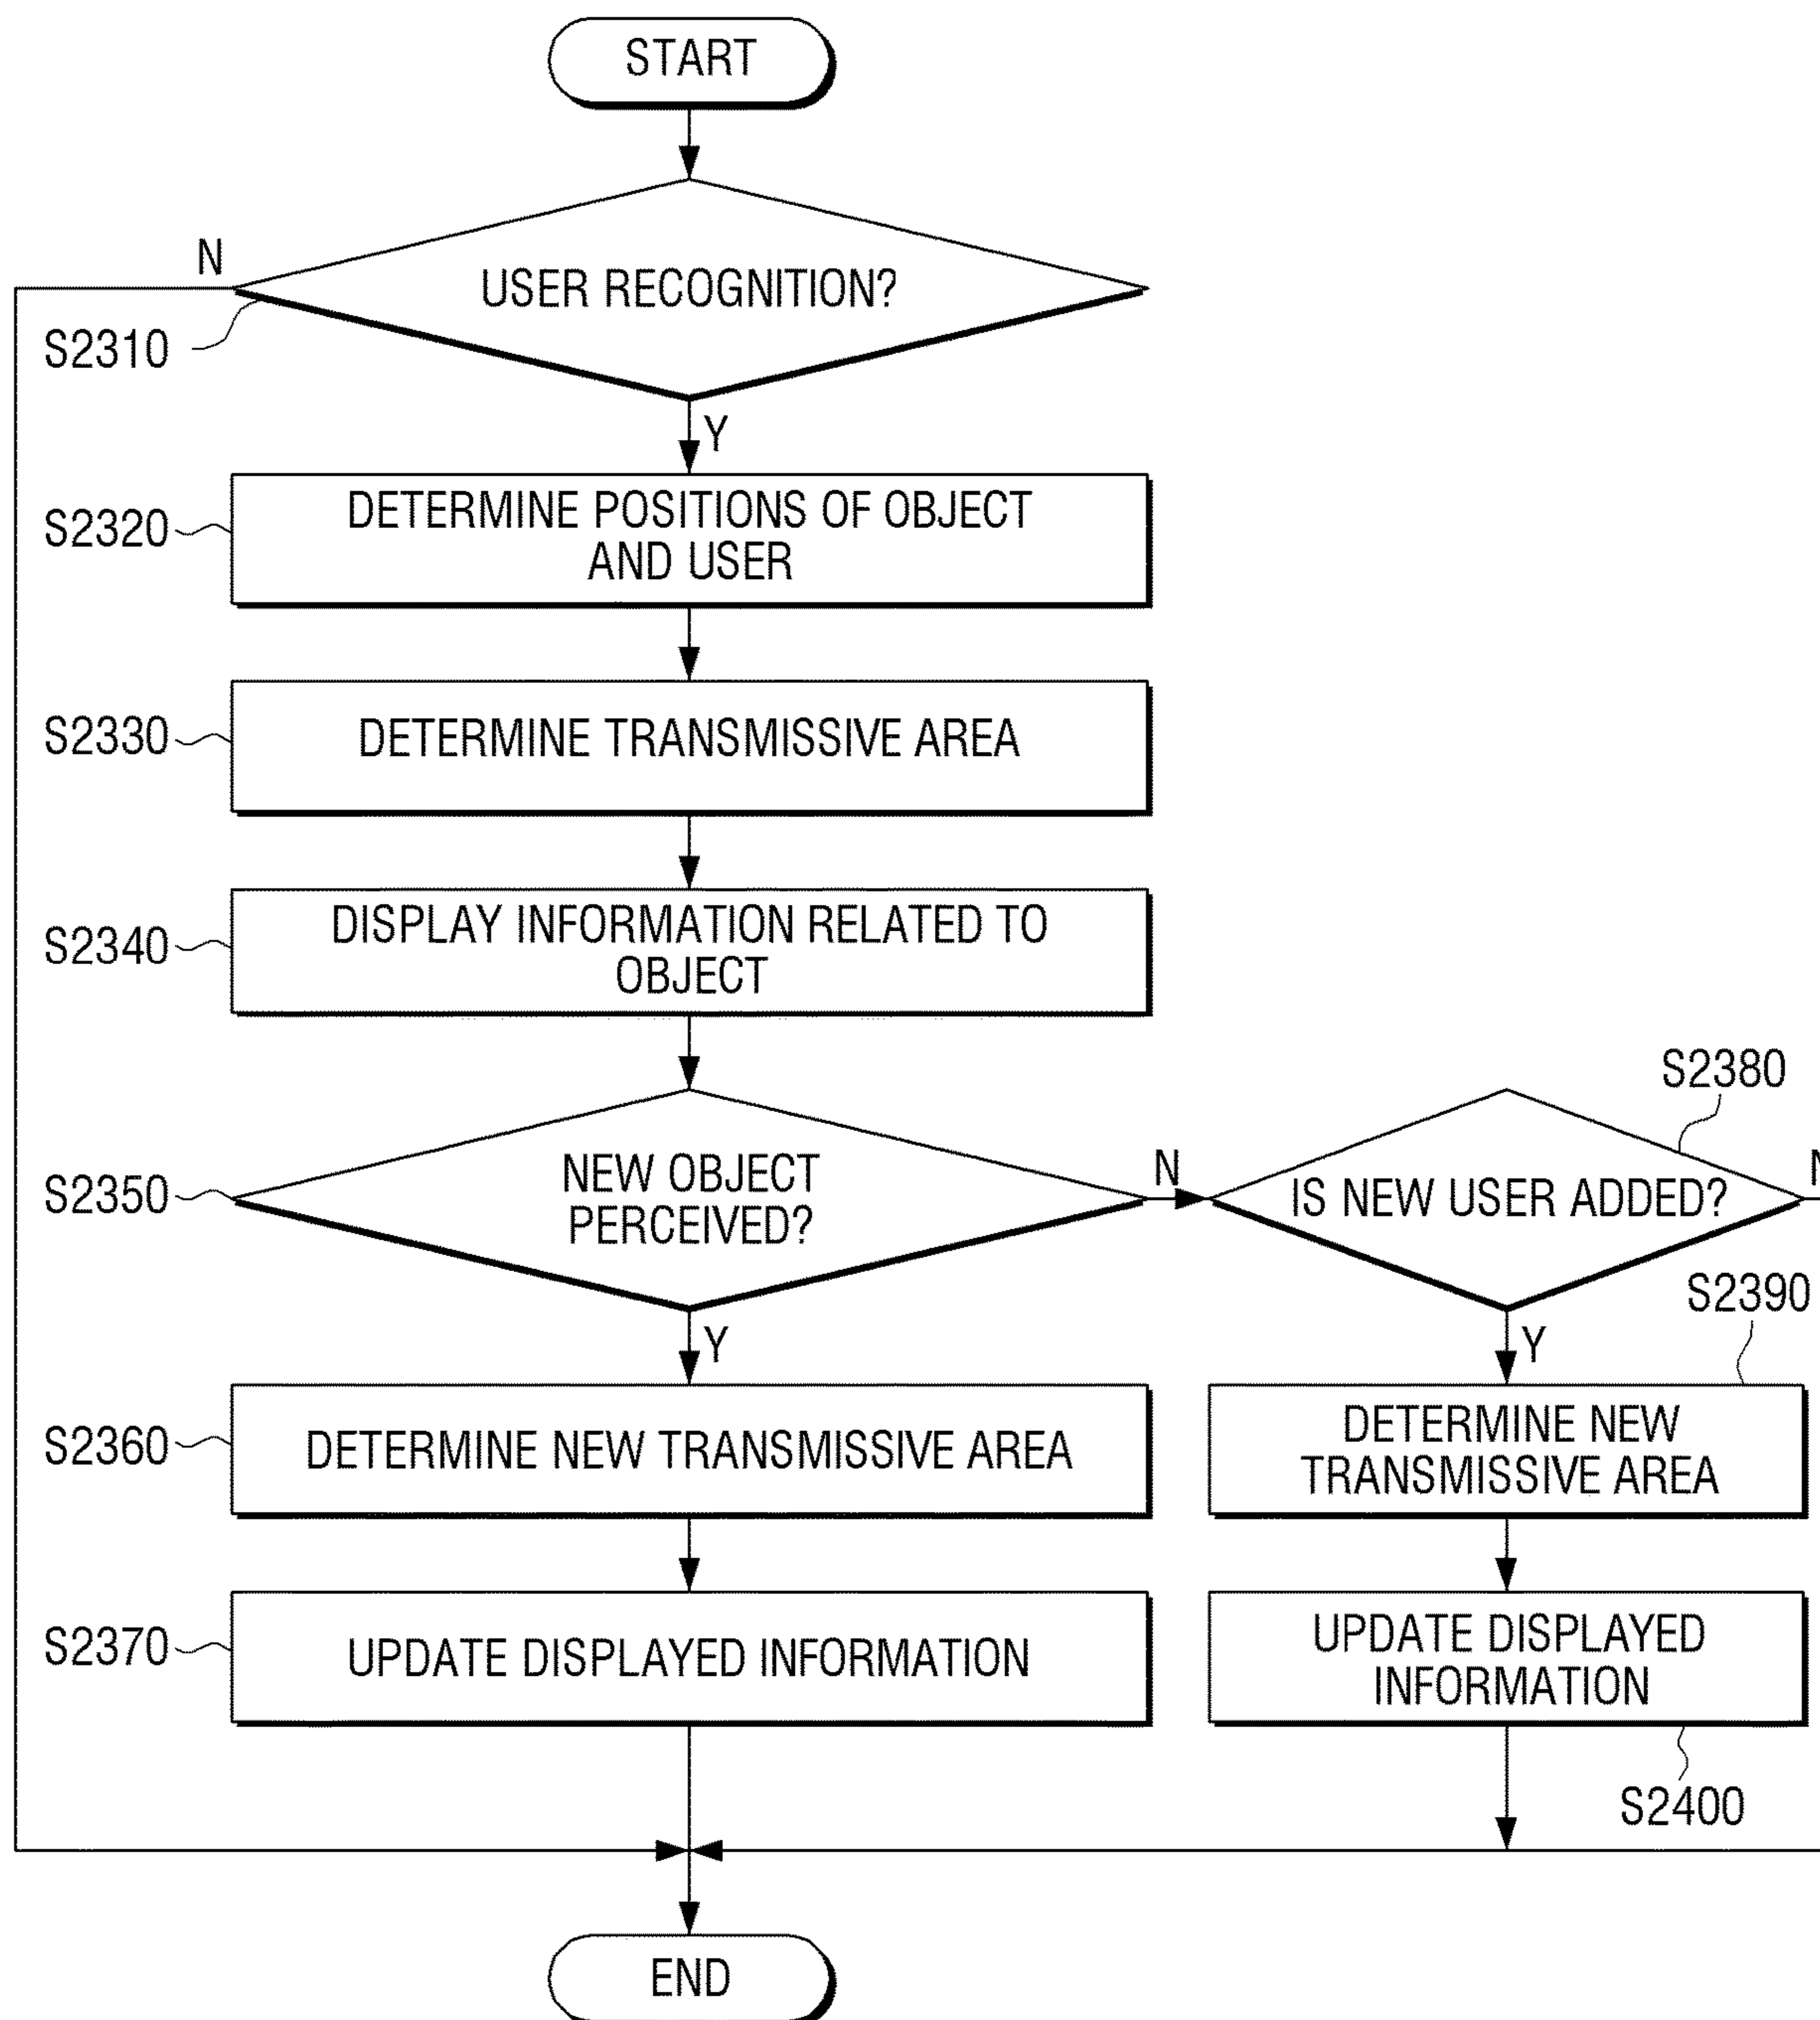 START
N
USER RECOGNITION?
S2310
Y
S2320
DETERMINE POSITIONS OF OBJECT
AND USER
S2330
DETERMINE TRANSMISSIVE AREA
S2340
DISPLAY INFORMATION RELATED TO
OBJECT
S2350
NEW OBJECT
PERCEIVED?
N
S2380
IS NEW USER ADDED?
N
Y
Y
S2390
S2360
DETERMINE NEW TRANSMISSIVE AREA
DETERMINE NEW
TRANSMISSIVE AREA
S2370
UPDATE DISPLAYED INFORMATION
UPDATE DISPLAYED
INFORMATION
S2400
END